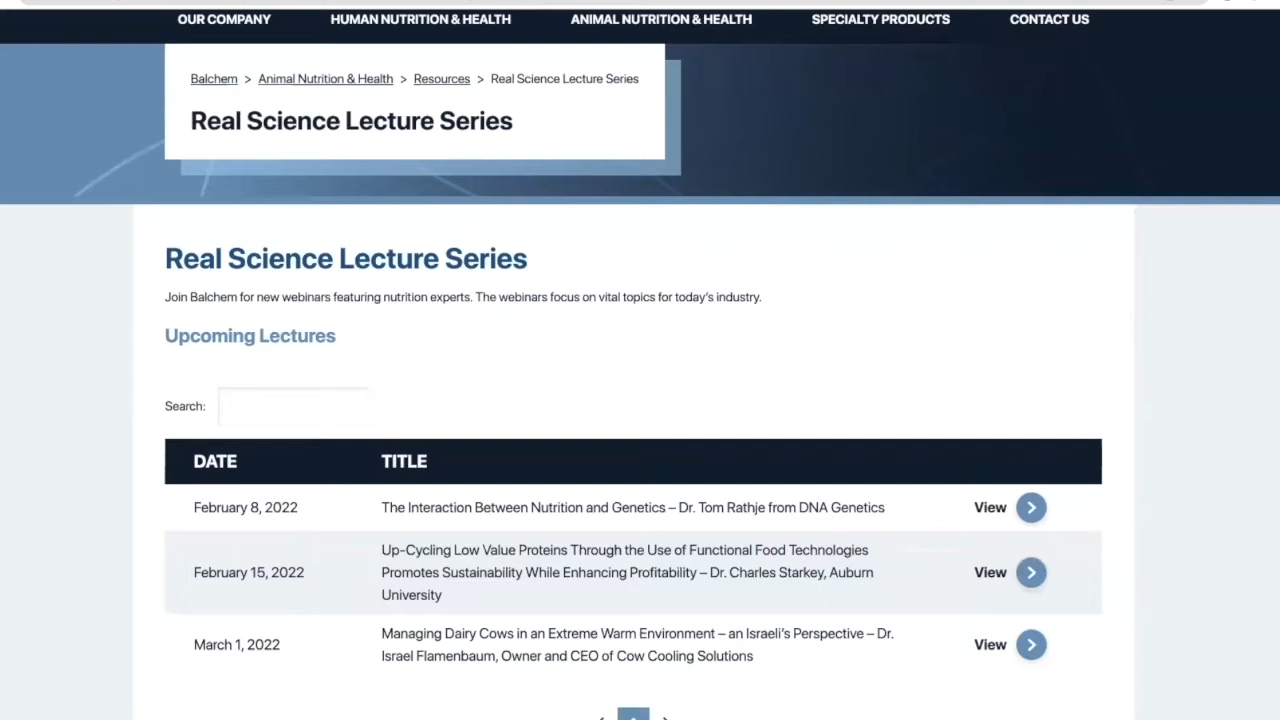 OUR COMPANY HUMAN NUTRITION & HEALTH ANIMAL NUTRITION & HEALTH SPECIALTY PRODUCTS CONTACT US
Balchem > Animal Nutrition & Health > Resources > Real Science Lecture Series
Real Science Lecture Series
Real Science Lecture Series
Join Balchem for new webinars featuring nutrition experts. The webinars focus on vital topics for today's industry.
Upcoming Lectures
Search:
DATE TITLE
February 8, 2022 The Interaction Between Nutrition and Genetics – Dr. Tom Rathje from DNA Genetics View
Up-Cycling Low Value Proteins Through the Use of Functional Food Technologies
February 15, 2022 Promotes Sustainability While Enhancing Profitability – Dr. Charles Starkey, Auburn View
University
Managing Dairy Cows in an Extreme Warm Environment – an Israeli's Perspective – Dr.
March 1, 2022 View
Israel Flamenbaum, Owner and CEO of Cow Cooling Solutions